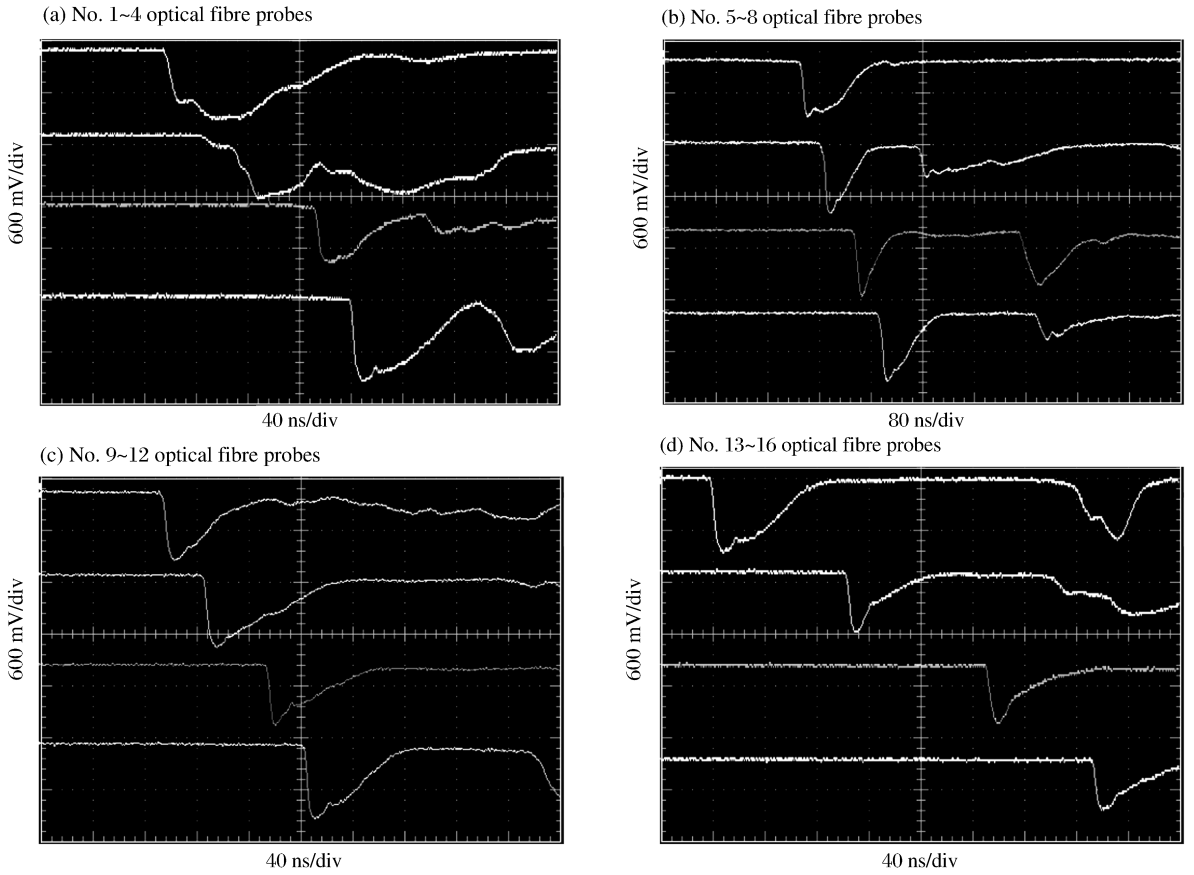 (a) No. 1~4 optical fibre probes
600 mV/div
40 ns/div
(b) No. 5~8 optical fibre probes
600 mV/div
80 ns/div
(c) No. 9~12 optical fibre probes
600 mV/div
40 ns/div
(d) No. 13~16 optical fibre probes
600 mV/div
40 ns/div